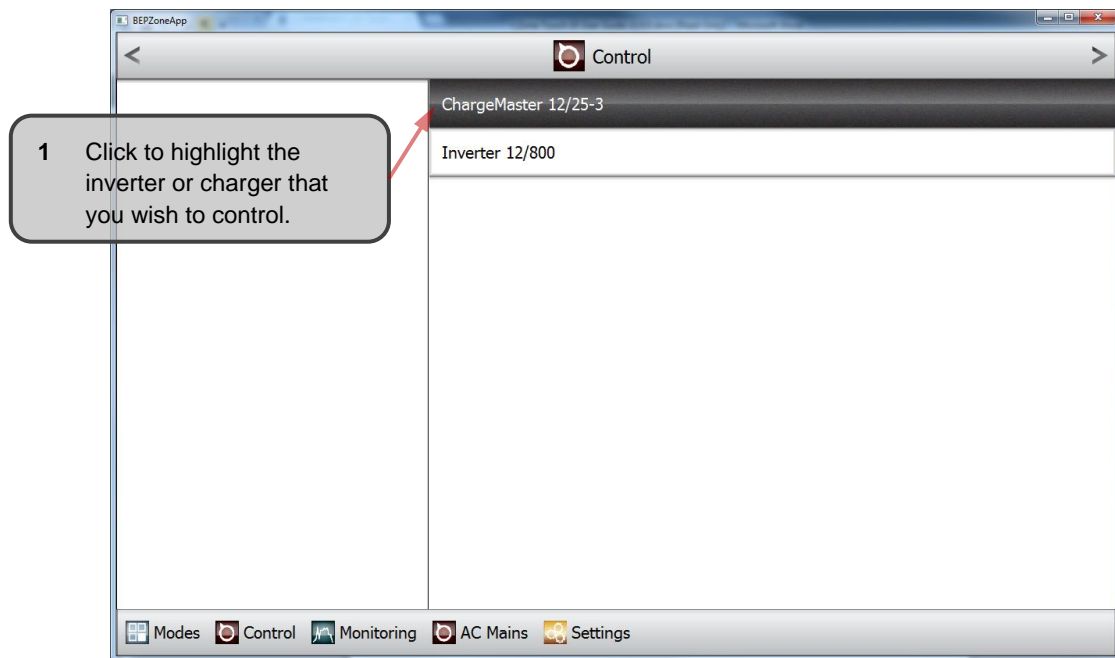 BEPZoneApp
<
Control
>
ChargeMaster 12/25-3
1 Click to highlight the
inverter or charger that
you wish to control.
Inverter 12/800
Modes Control Monitoring AC Mains Settings